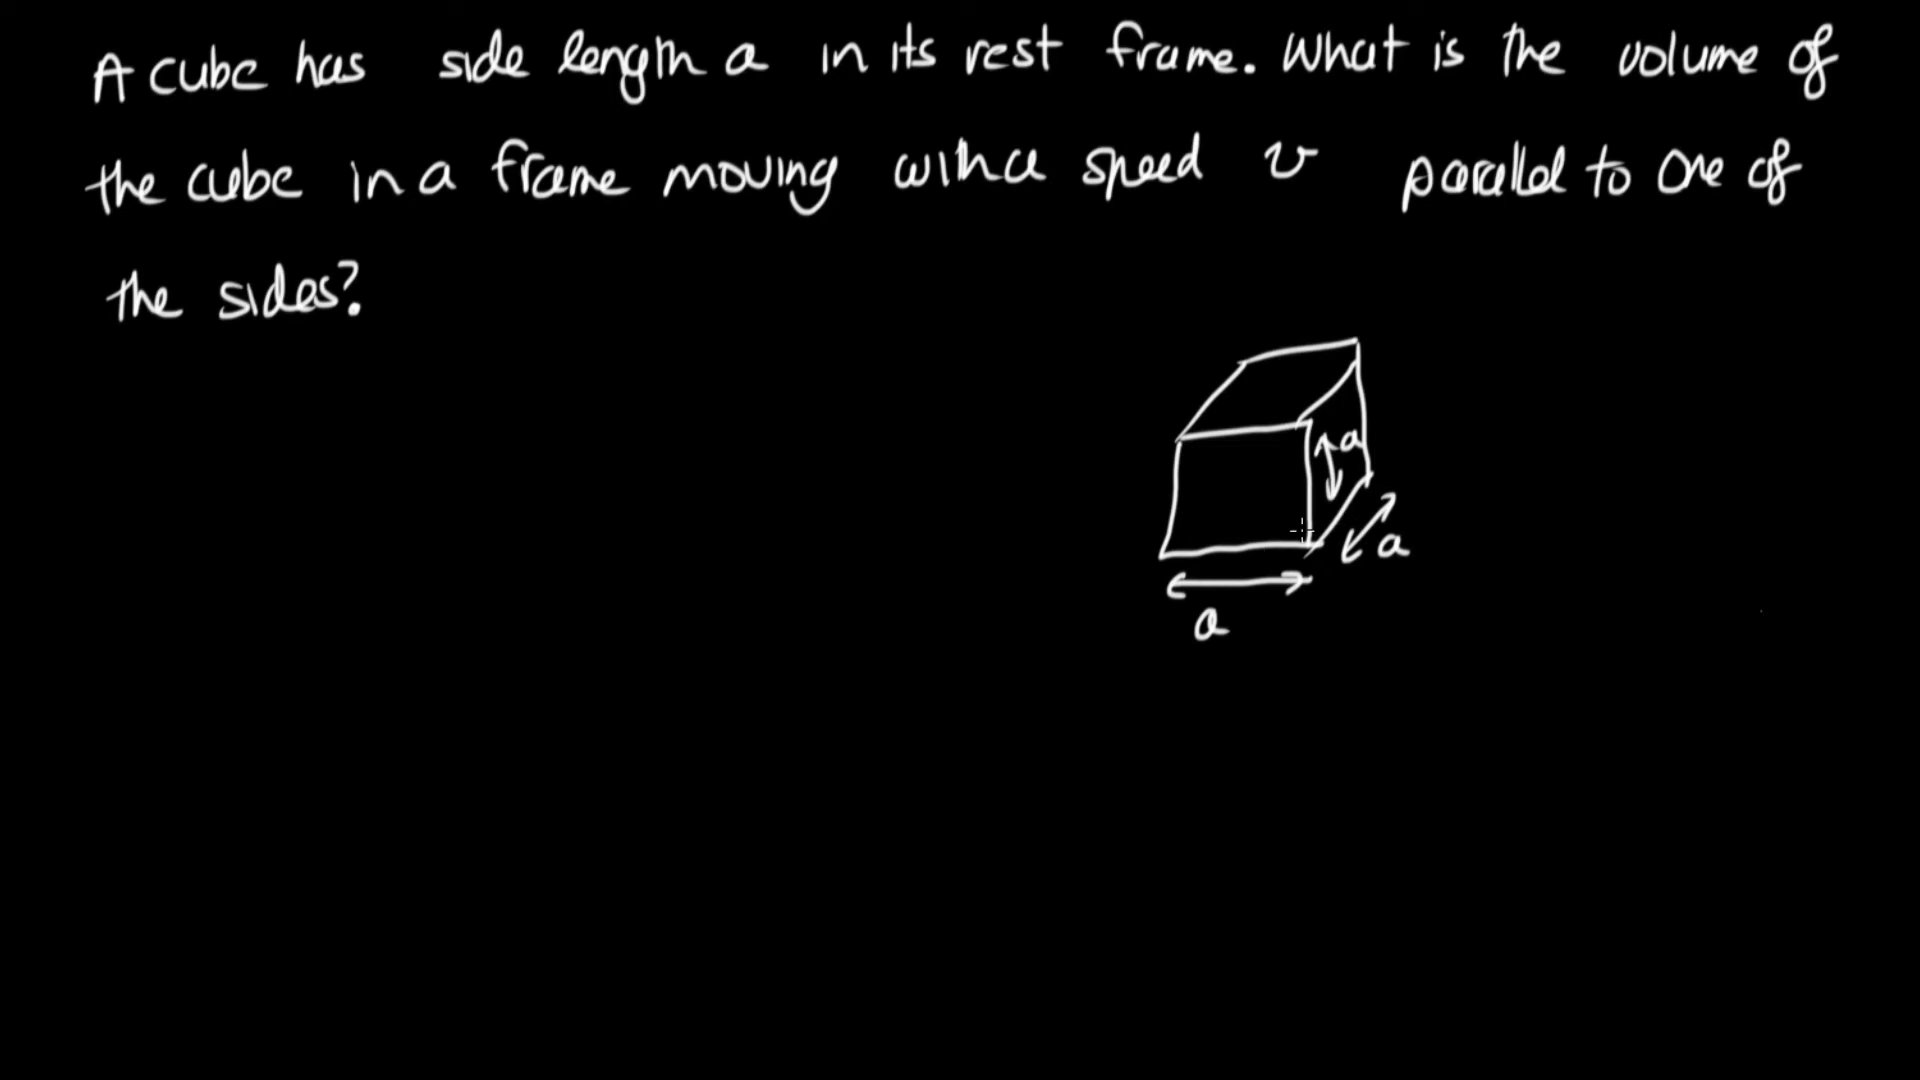 A cube has side length a in its rest frame. What is the volume of
the cube in a frame moving with a speed v parallel to one of
the sides?
a
a
a